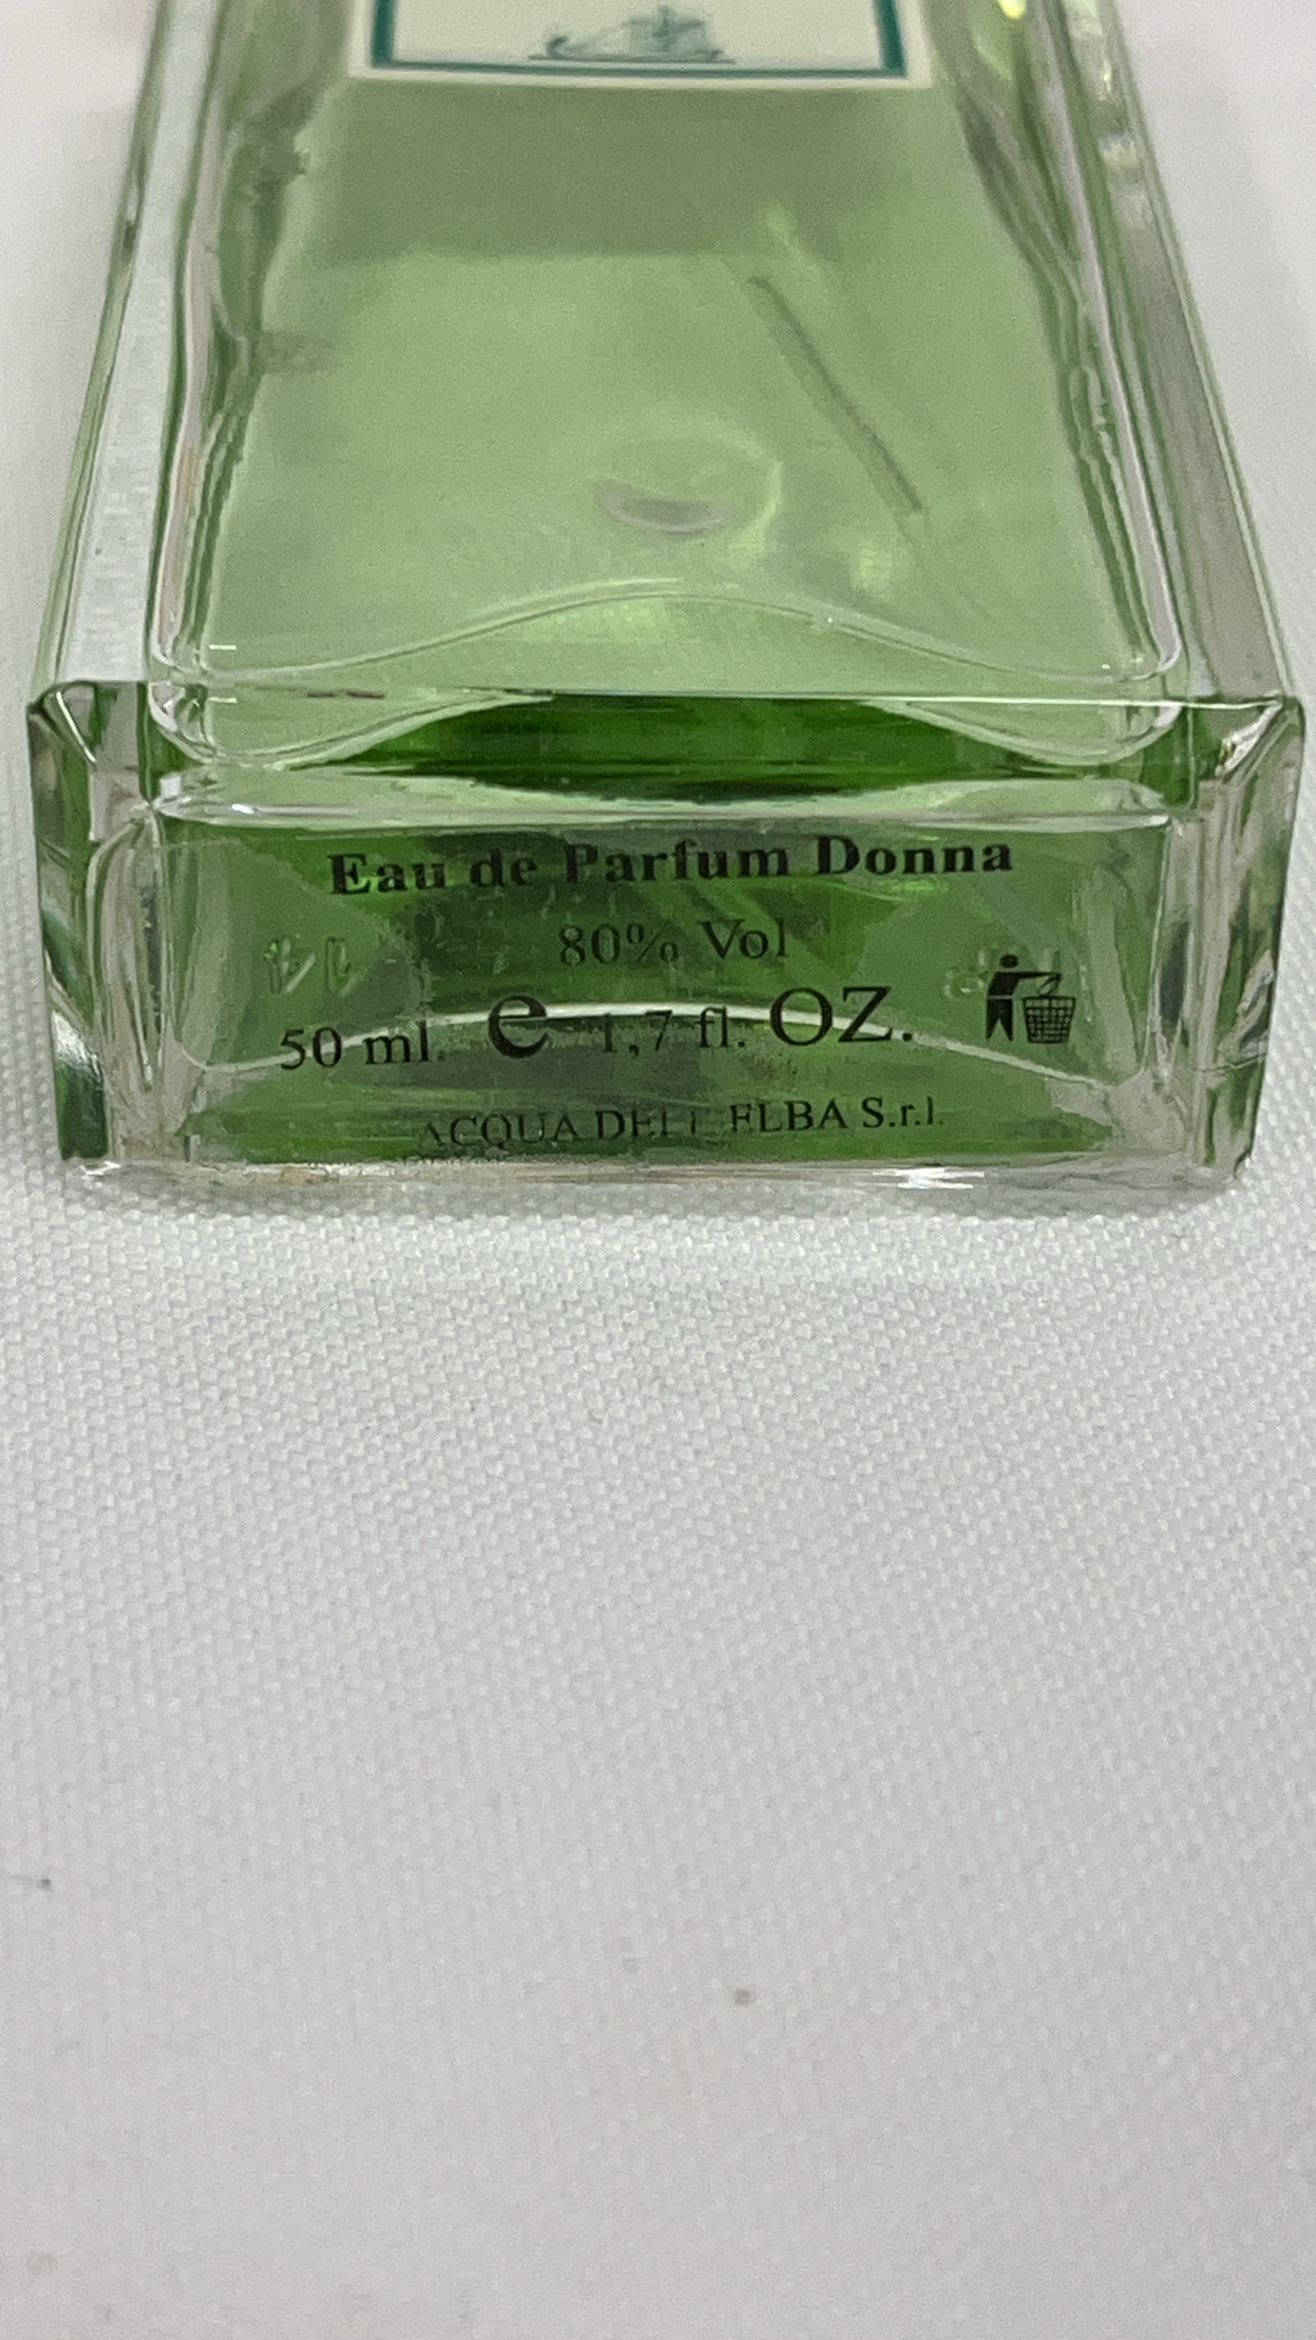 Eau de Parfum Donna
80% Vol
50 ml. e 1,7 fl. OZ.
ACQUA DELL ELBA S.r.l.